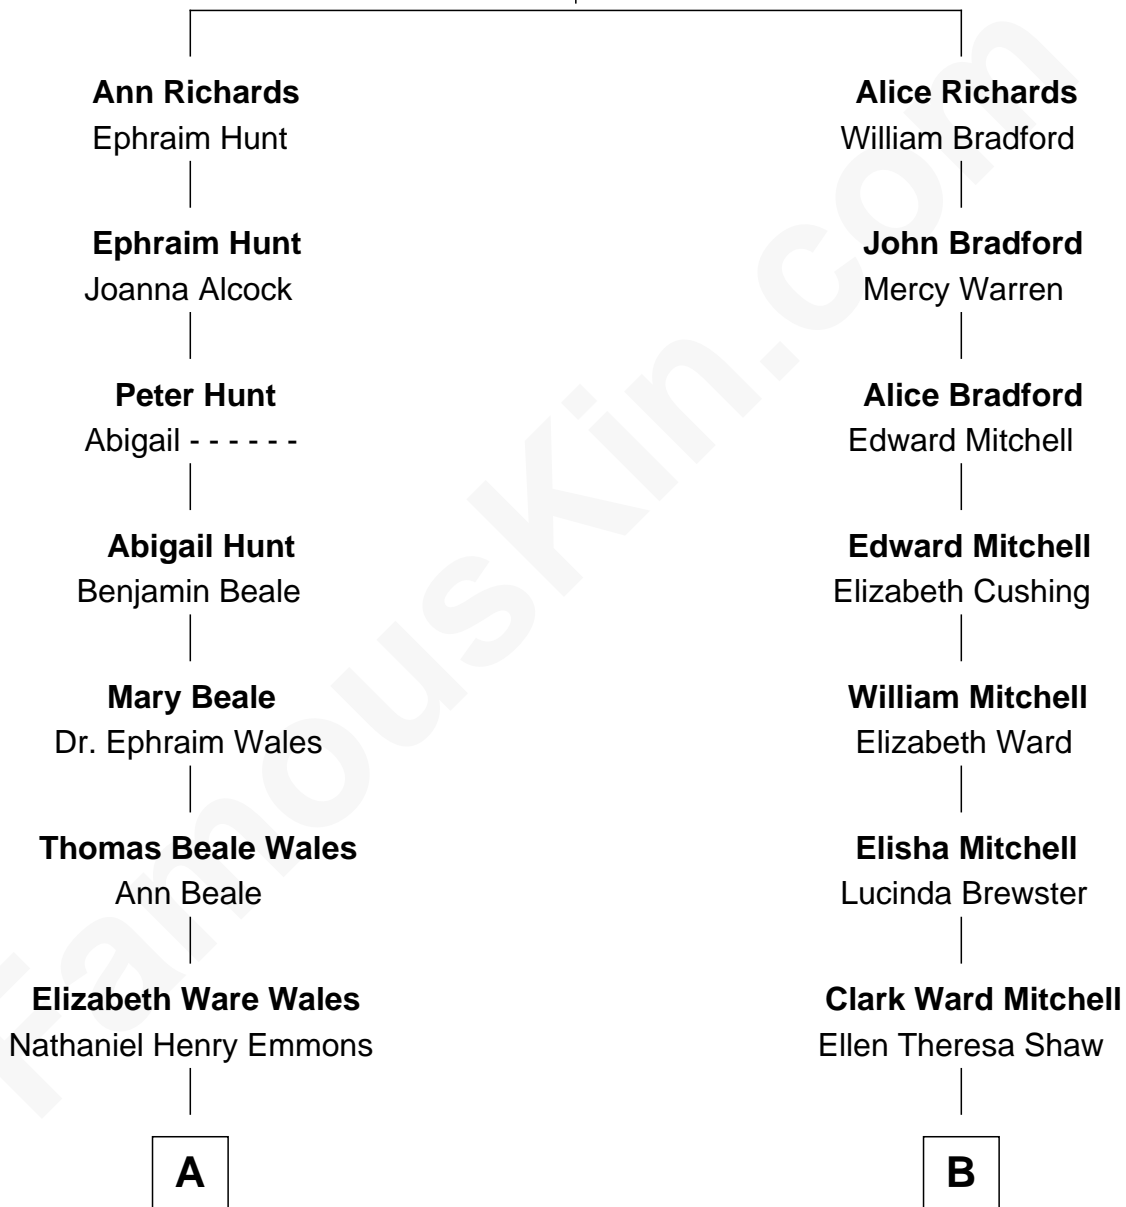 Ann Richards
Ephraim Hunt
Ephraim Hunt
Joanna Alcock
Peter Hunt
Abigail - - - - - -
Abigail Hunt
Benjamin Beale
Mary Beale
Dr. Ephraim Wales
Thomas Beale Wales
Ann Beale
Elizabeth Ware Wales
Nathaniel Henry Emmons
A
Alice Richards
William Bradford
John Bradford
Mercy Warren
Alice Bradford
Edward Mitchell
Edward Mitchell
Elizabeth Cushing
William Mitchell
Elizabeth Ward
Elisha Mitchell
Lucinda Brewster
Clark Ward Mitchell
Ellen Theresa Shaw
B
FamousKin.com